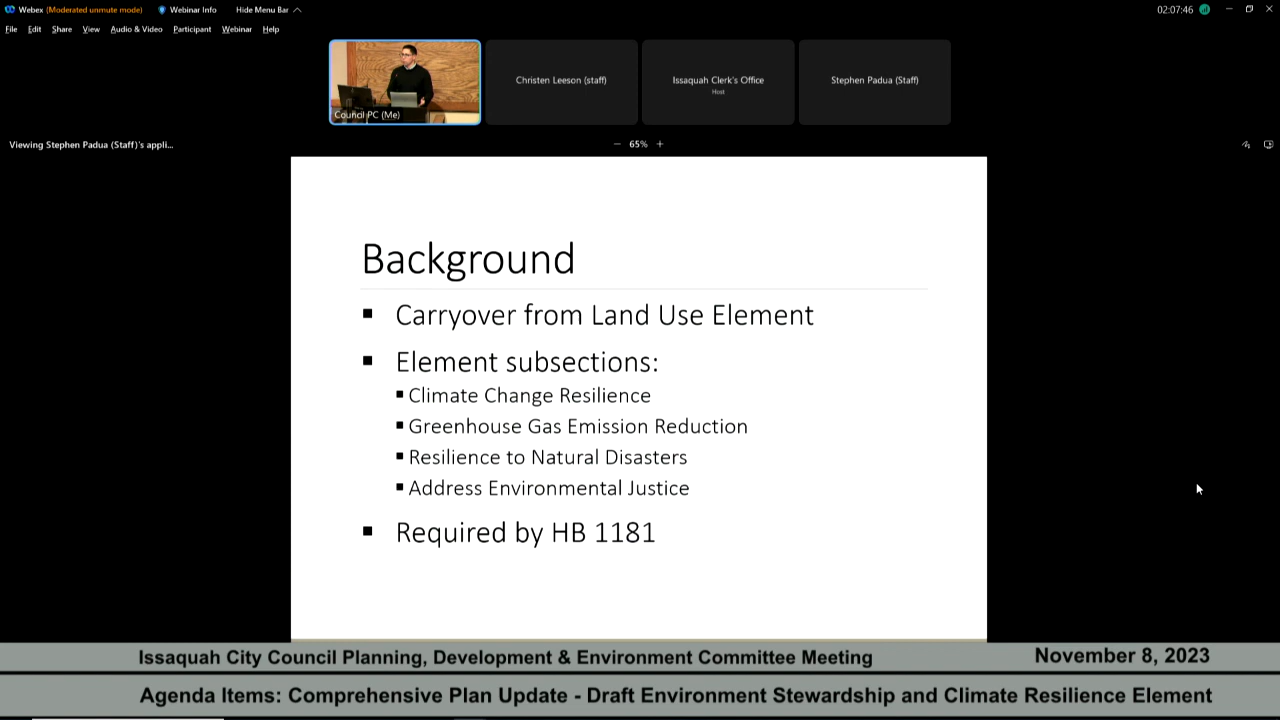 Webex (Moderated unmute mode) Webinar Info Hide Menu Bar 02:07:46
File Edit Share View Audio & Video Participant Webinar Help
Council PC (Me)
Christen Leeson (staff)
Issaquah Clerk's Office
Host
Stephen Padua (Staff)
Viewing Stephen Padua (Staff)'s appli...
65%
Background
Carryover from Land Use Element
Element subsections:
Climate Change Resilience
Greenhouse Gas Emission Reduction
Resilience to Natural Disasters
Address Environmental Justice
Required by HB 1181
Issaquah City Council Planning, Development & Environment Committee Meeting November 8, 2023
Agenda Items: Comprehensive Plan Update - Draft Environment Stewardship and Climate Resilience Element